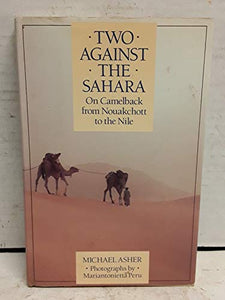 · TWO ·
AGAINST
· THE ·
SAHARA
On Camelback
from Nouakchott
to the Nile
MICHAEL ASHER
· Photographs by ·
Mariantonietta Peru